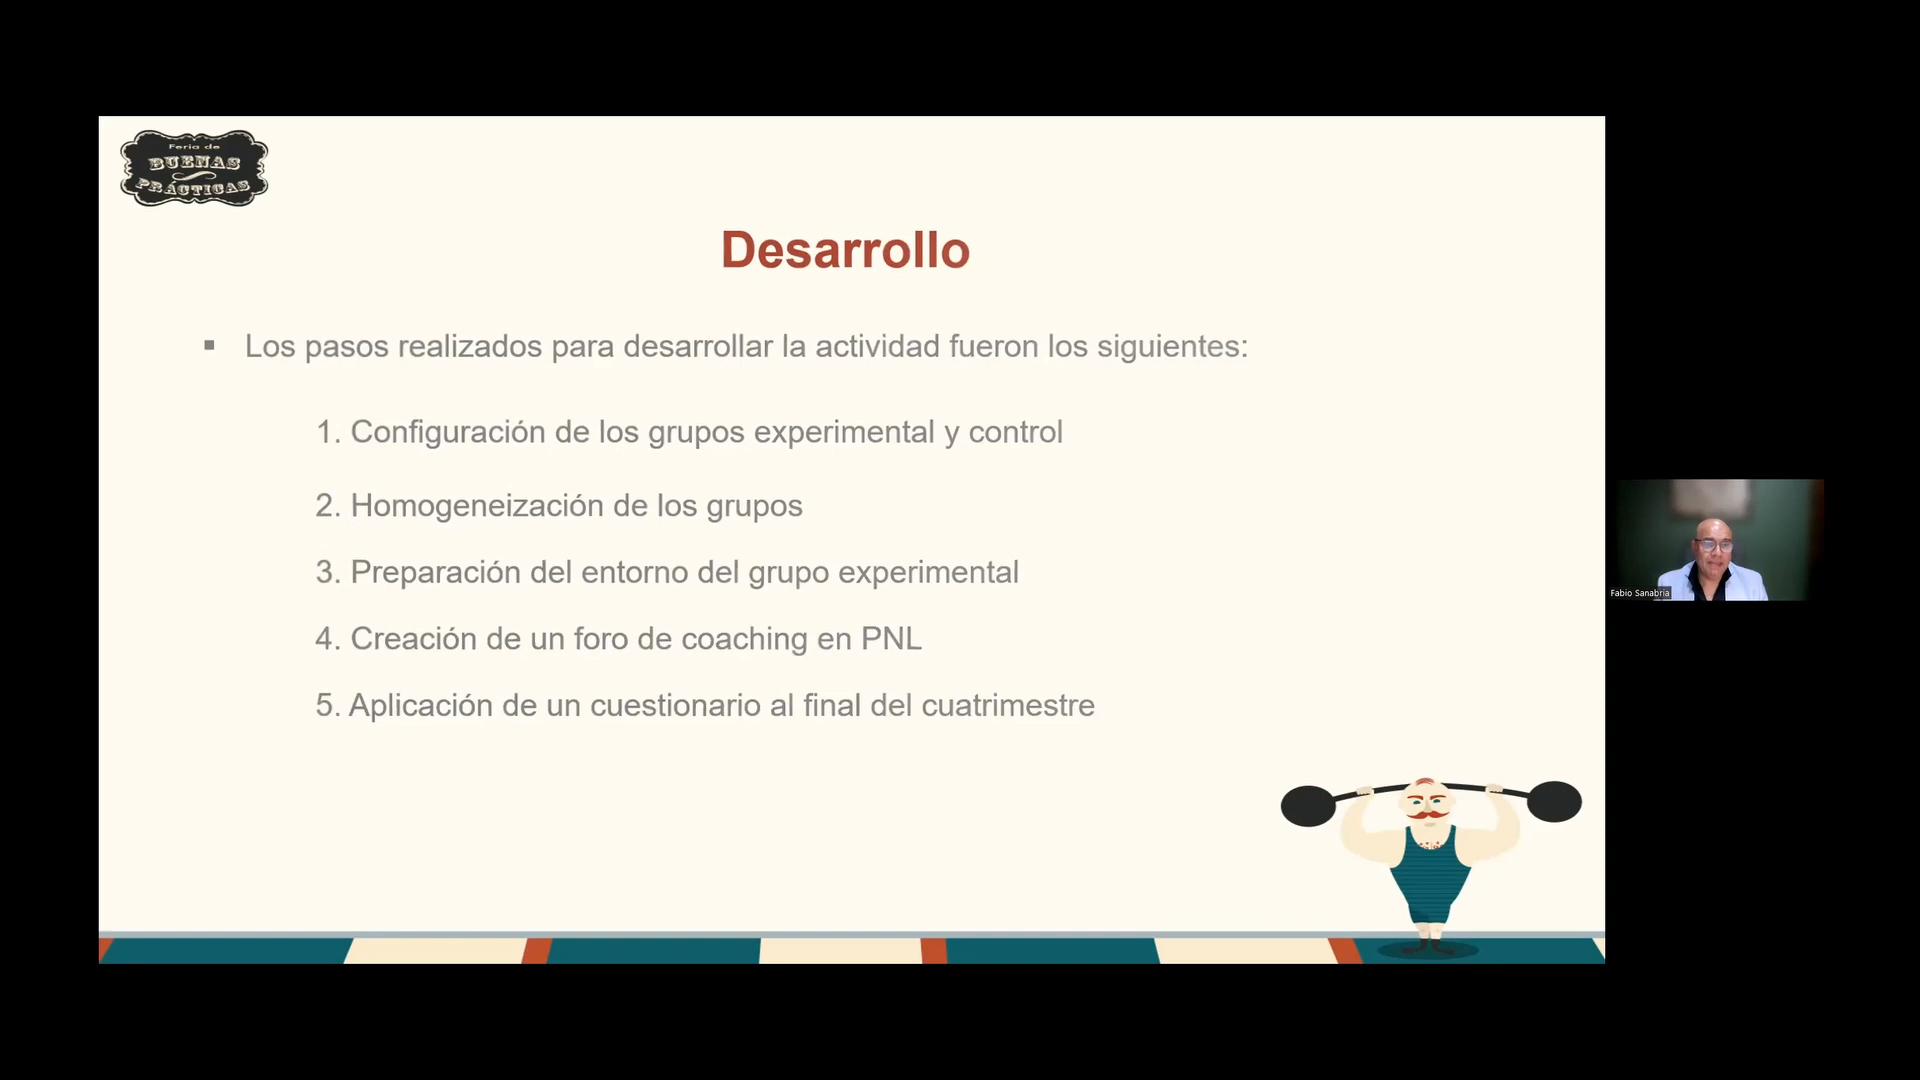 Feria de
BUENAS
PRÁCTICAS
Desarrollo
▪ Los pasos realizados para desarrollar la actividad fueron los siguientes:
1. Configuración de los grupos experimental y control
2. Homogeneización de los grupos
3. Preparación del entorno del grupo experimental
4. Creación de un foro de coaching en PNL
5. Aplicación de un cuestionario al final del cuatrimestre
Fabio Sanabria